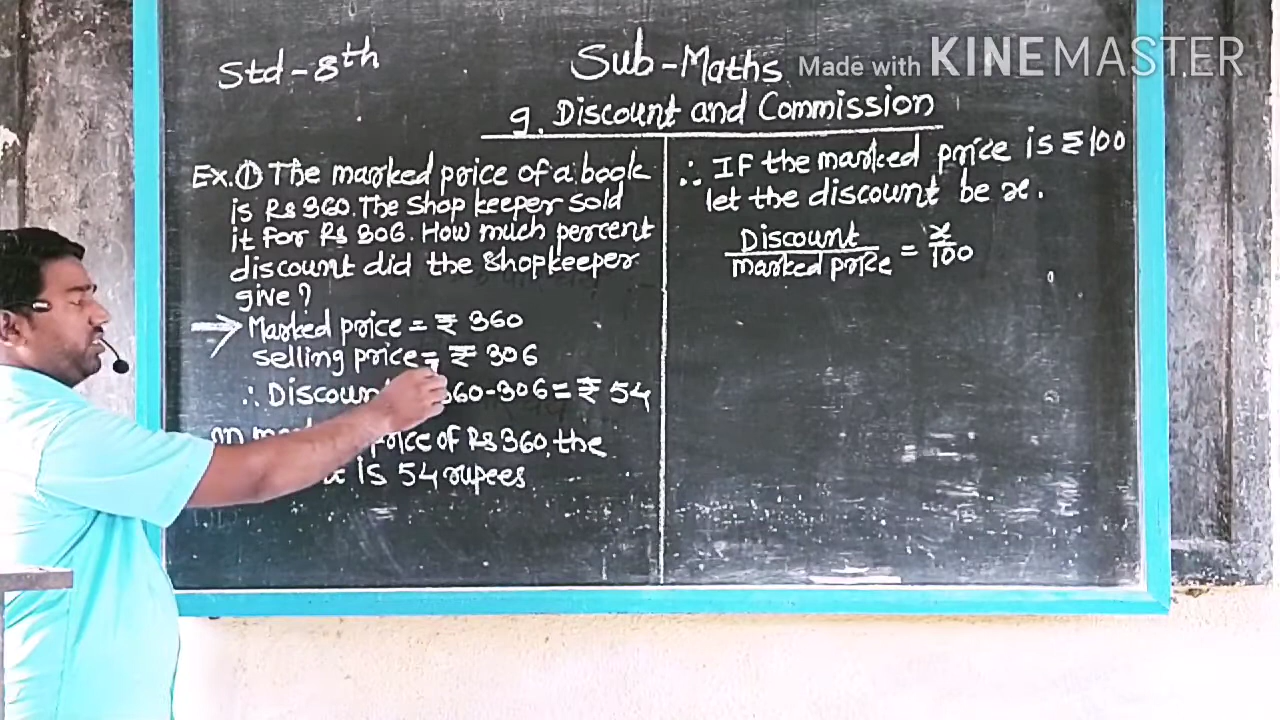 Std-8th
Sub-Maths
Made with KINEMASTER
9. Discount and Commission
Ex.① The marked price of a book
is Rs 360. The shop keeper sold
it for Rs 306. How much percent
discount did the shopkeeper
give?
→ Marked price = ₹ 360
selling price = ₹ 306
∴ Discount 360-306 = ₹ 54
price of Rs 360, the
is 54 rupees
∴ IF the marked price is ₹100
let the discount be x.
Discount / marked price = x/100